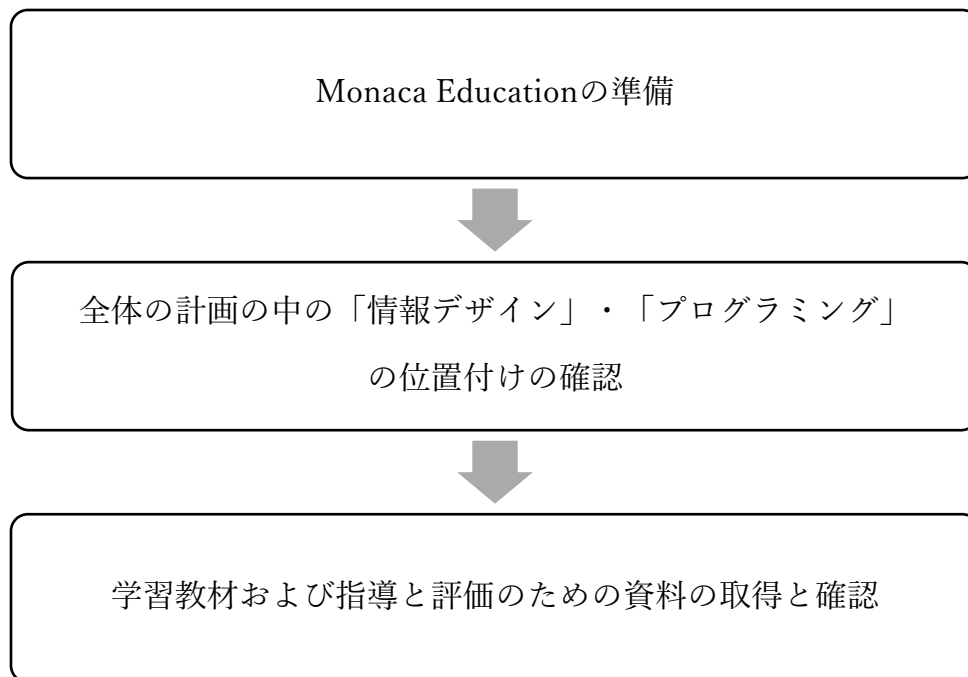 Monaca Educationの準備
全体の計画の中の「情報デザイン」・「プログラミング」
の位置付けの確認
学習教材および指導と評価のための資料の取得と確認